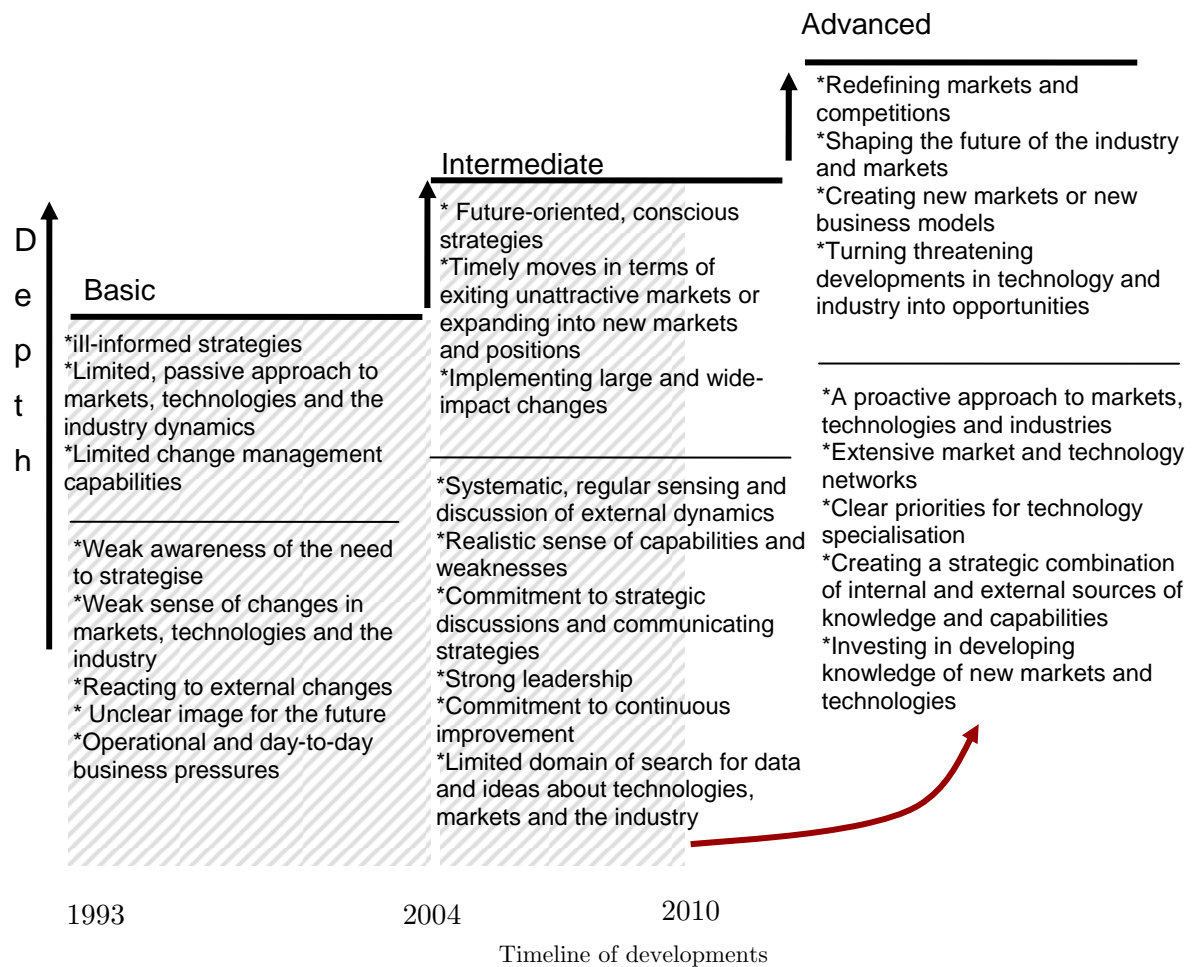 Advanced
*Redefining markets and
competitions
*Shaping the future of the industry
and markets
*Creating new markets or new
business models
*Turning threatening
developments in technology and
industry into opportunities
*A proactive approach to markets,
technologies and industries
*Extensive market and technology
networks
*Clear priorities for technology
specialisation
*Creating a strategic combination
of internal and external sources of
knowledge and capabilities
*Investing in developing
knowledge of new markets and
technologies
Intermediate
* Future-oriented, conscious
strategies
*Timely moves in terms of
exiting unattractive markets or
expanding into new markets
and positions
*Implementing large and wide-
impact changes
*Systematic, regular sensing and
discussion of external dynamics
*Realistic sense of capabilities and
weaknesses
*Commitment to strategic
discussions and communicating
strategies
*Strong leadership
*Commitment to continuous
improvement
*Limited domain of search for data
and ideas about technologies,
markets and the industry
Basic
*ill-informed strategies
*Limited, passive approach to
markets, technologies and the
industry dynamics
*Limited change management
capabilities
*Weak awareness of the need
to strategise
*Weak sense of changes in
markets, technologies and the
industry
*Reacting to external changes
* Unclear image for the future
*Operational and day-to-day
business pressures
D
e
p
t
h
1993
2004
2010
Timeline of developments